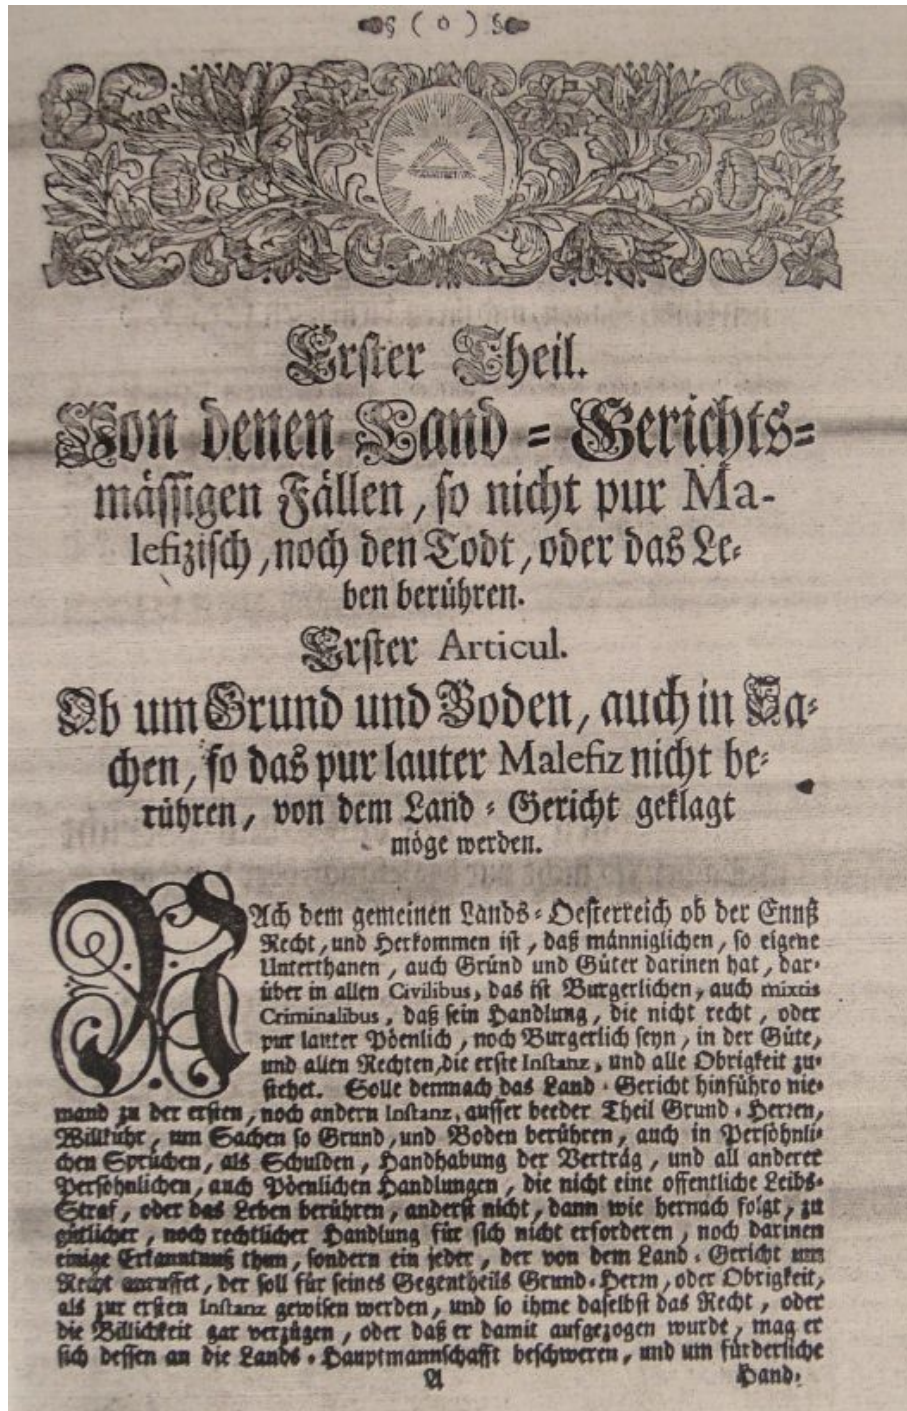 ( o )
Erster Theil.
Von denen Land-Gerichts-
mässigen Fällen, so nicht pur Ma-
lefizisch, noch den Todt, oder das Le-
ben berühren.
Erster Articul.
Ob um Grund und Boden, auch in Sa-
chen, so das pur lauter Malefiz nicht be-
rühren, von dem Land-Gericht geklagt
möge werden.
NAch dem gemeinen Lands-Oesterreich ob der Ennß
Recht, und Herkommen ist, daß männiglichen, so eigene
Unterthanen, auch Gründ und Güter darinen hat, dar-
über in allen Civilibus, das ist Burgerlichen, auch mixtis
Criminalibus, daß sein Handlung, die nicht recht, oder
pur lauter Pöenlich, noch Burgerlich seyn, in der Güte,
und allen Rechten, die erste Instanz, und alle Obrigkeit zu-
stehet. Solle demnach das Land-Gericht hinführo nie-
mand zu der ersten, noch andern Instanz, ausser beeder Theil Grund-Herren,
Willkühr, um Sachen so Grund, und Boden berühren, auch in Persöhnli-
chen Sprüchen, als Schulden, Handhabung der Verträg, und all anderer
Persöhnlichen, auch Pöenlichen Handlungen, die nicht eine offentliche Leibs-
Straf, oder das Leben berühren, anderst nicht, dann wie hernach folgt, zu
gütlicher, noch rechtlicher Handlung für sich nicht erforderen, noch darinen
einige Erkanntnuß thun, sondern ein jeder, der von dem Land-Gericht um
Recht anruffet, der soll für seines Gegentheils Grund-Herrn, oder Obrigkeit,
als zur ersten Instanz gewisen werden, und so ihme daselbst das Recht, oder
die Billichkeit gar verzügen, oder daß er damit aufgezogen wurde, mag er
sich dessen an die Lands-Hauptmannschafft beschweren, und um fürderliche
A Hand-